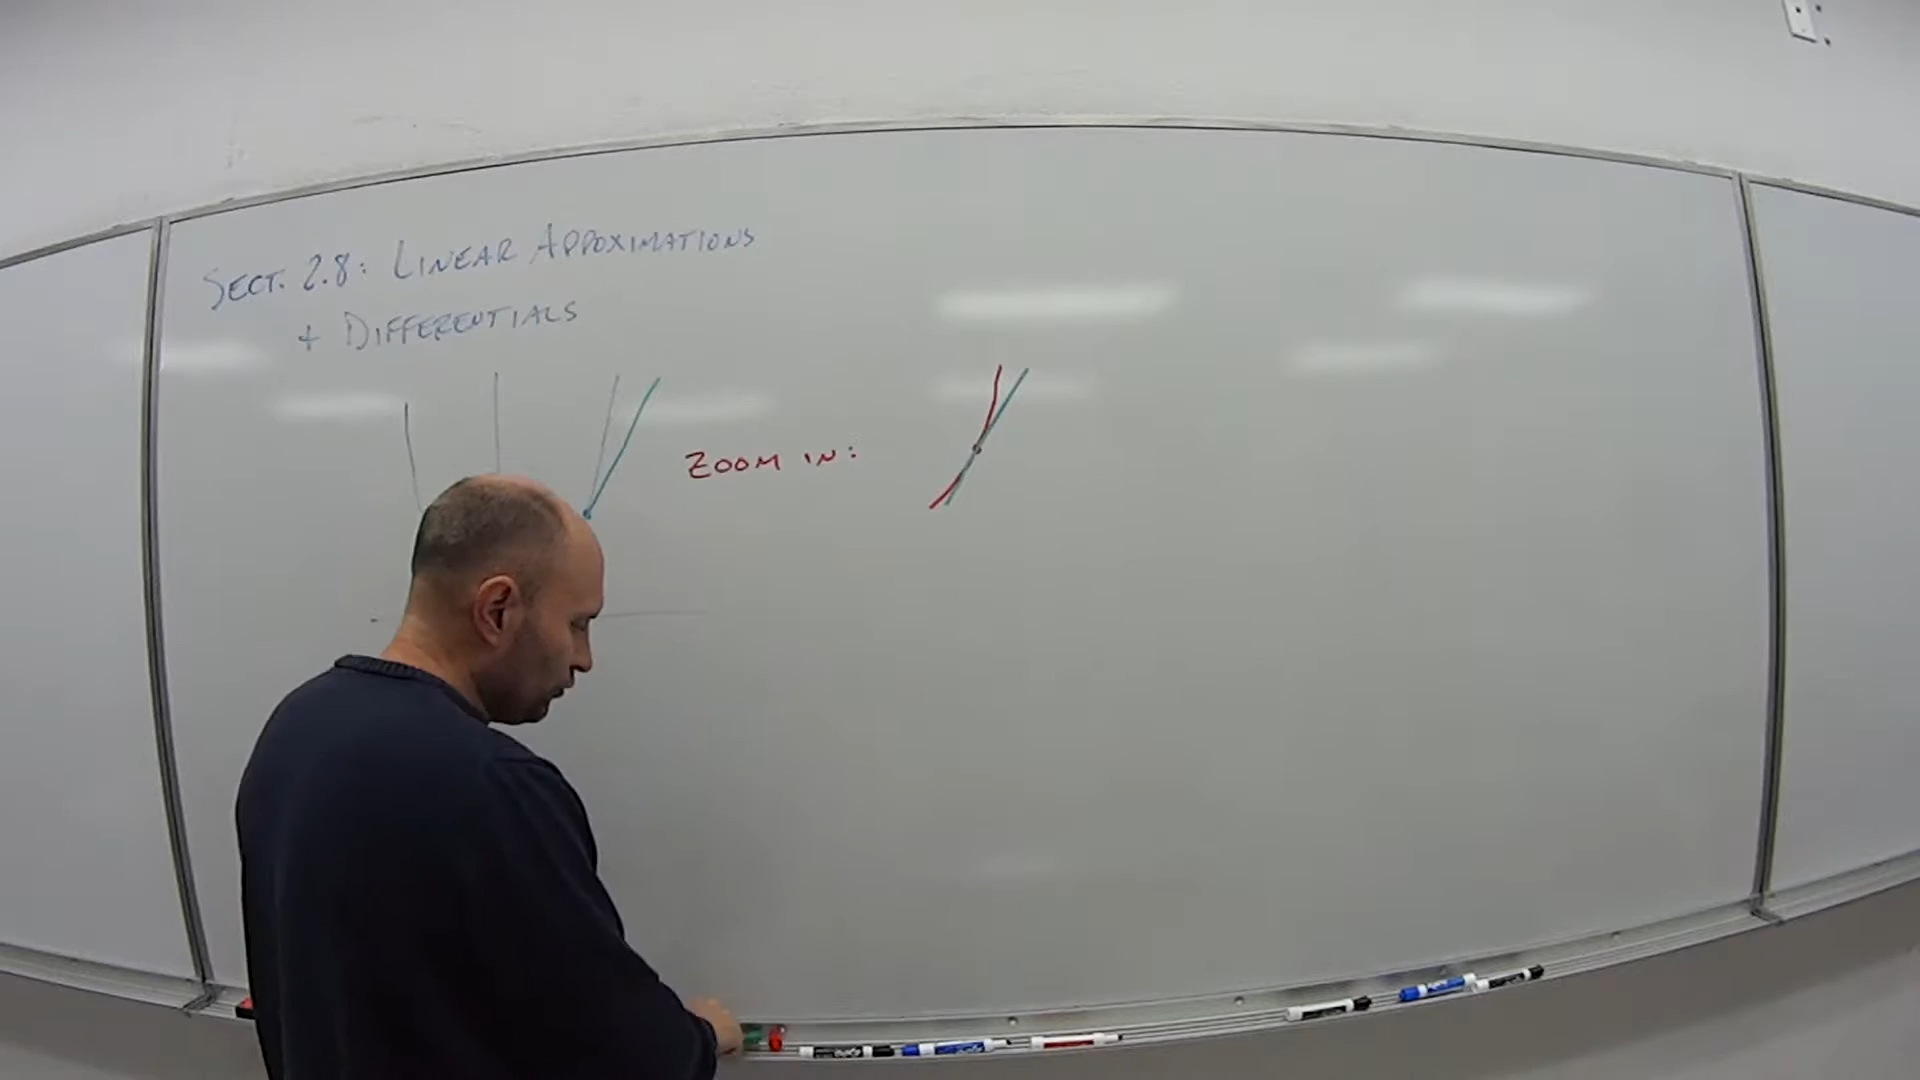 SECT. 2.8: LINEAR APPOXIMATIONS
+ DIFFERENTIALS
ZOOM IN: